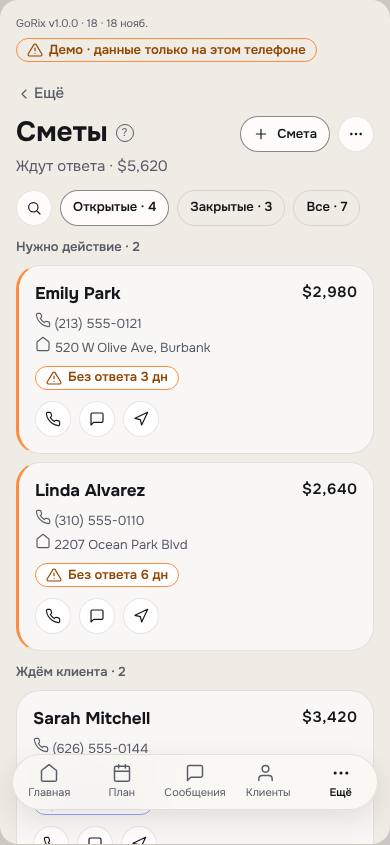 GoRix v1.0.0 · 18 · 18 нояб.
Демо · данные только на этом телефоне
Ещё
Сметы ?
+ Смета
Ждут ответа · $5,620
Открытые · 4
Закрытые · 3
Все · 7
Нужно действие · 2
Emily Park $2,980
(213) 555-0121
520 W Olive Ave, Burbank
Без ответа 3 дн
Linda Alvarez $2,640
(310) 555-0110
2207 Ocean Park Blvd
Без ответа 6 дн
Ждём клиента · 2
Sarah Mitchell $3,420
(626) 555-0144
Главная
План
Сообщения
Клиенты
Ещё